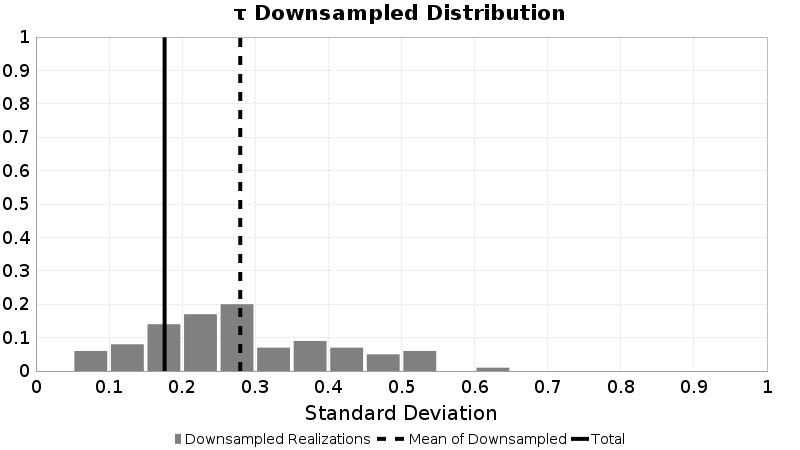 τ Downsampled Distribution
1
0.9
0.8
0.7
0.6
0.5
0.4
0.3
0.2
0.1
0
0 0.1 0.2 0.3 0.4 0.5 0.6 0.7 0.8 0.9 1
Standard Deviation
Downsampled Realizations Mean of Downsampled Total